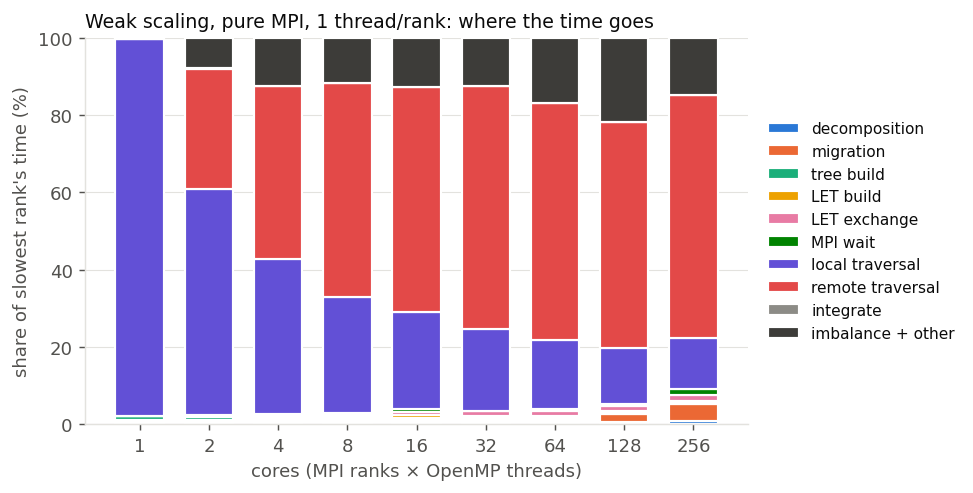 Weak scaling, pure MPI, 1 thread/rank: where the time goes
share of slowest rank's time (%)
100
80
60
40
20
0
1 2 4 8 16 32 64 128 256
cores (MPI ranks × OpenMP threads)
decomposition
migration
tree build
LET build
LET exchange
MPI wait
local traversal
remote traversal
integrate
imbalance + other